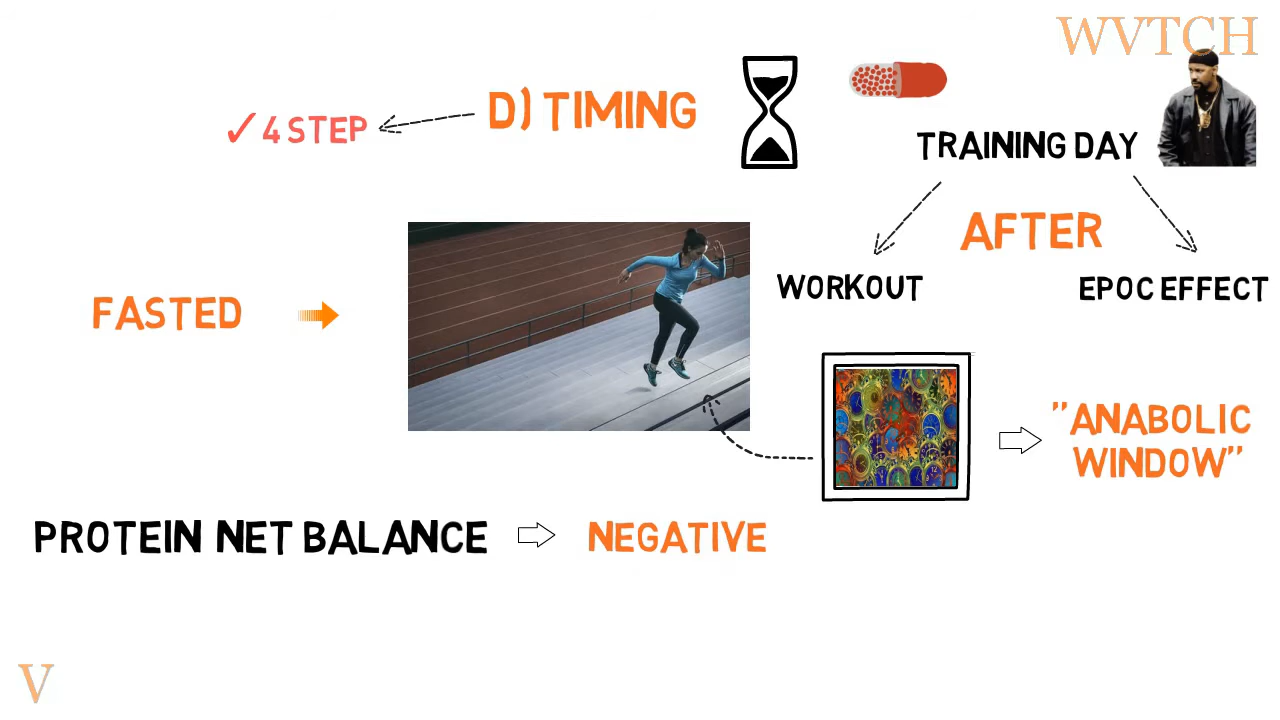 WVTCH
✓4 STEP
D) TIMING
TRAINING DAY
AFTER
WORKOUT
EPOC EFFECT
FASTED
"ANABOLIC
WINDOW"
PROTEIN NET BALANCE
NEGATIVE
V